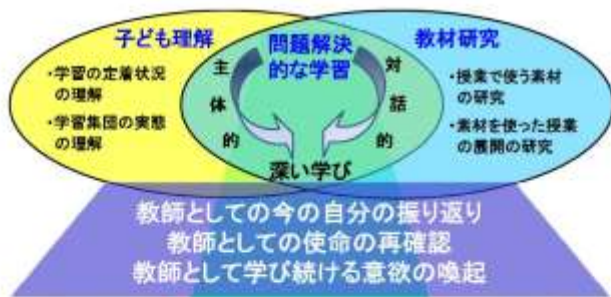 子ども理解
・学習の定着状況
の理解
・学習集団の実態
の理解
問題解決
的な学習
主体的
対話的
深い学び
教材研究
・授業で使う素材
の研究
・素材を使った授業
の展開の研究
教師としての今の自分の振り返り
教師としての使命の再確認
教師として学び続ける意欲の喚起